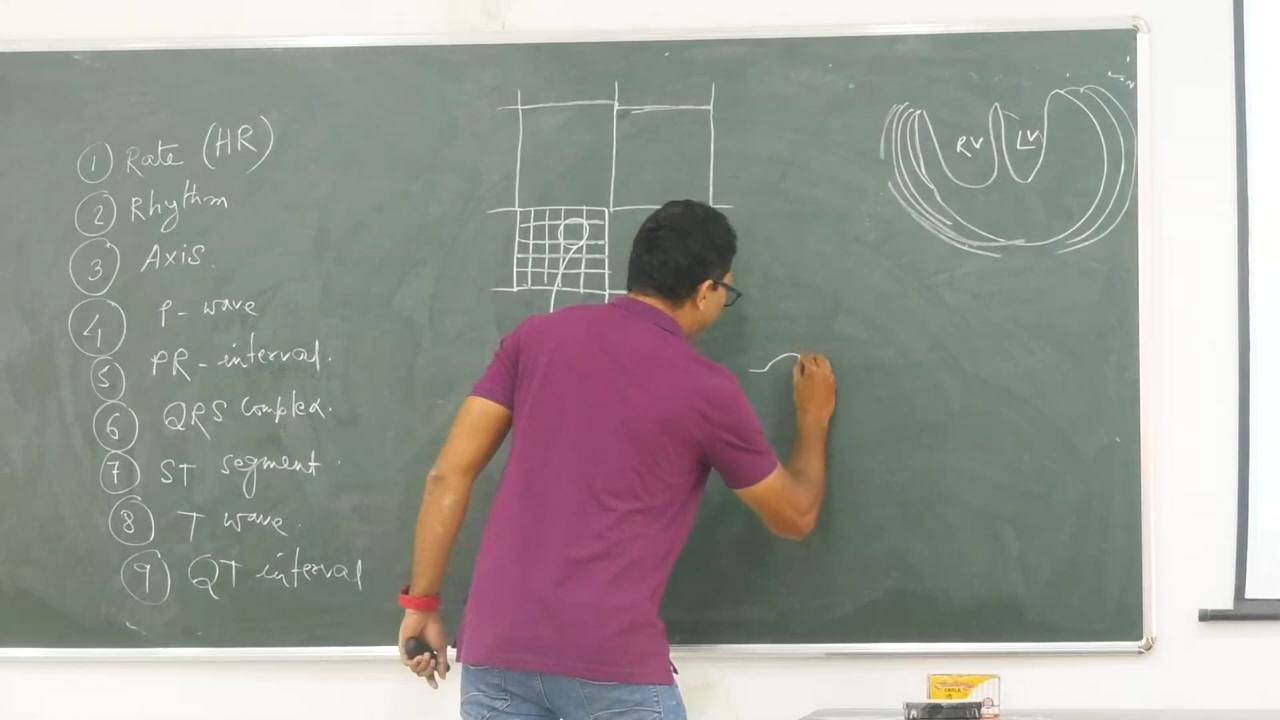 1 Rate (HR)
2 Rhythm
3 Axis.
4 P-wave
5 PR-interval.
6 QRS Complex.
7 ST segment.
8 T wave.
9 QT interval
RV LV